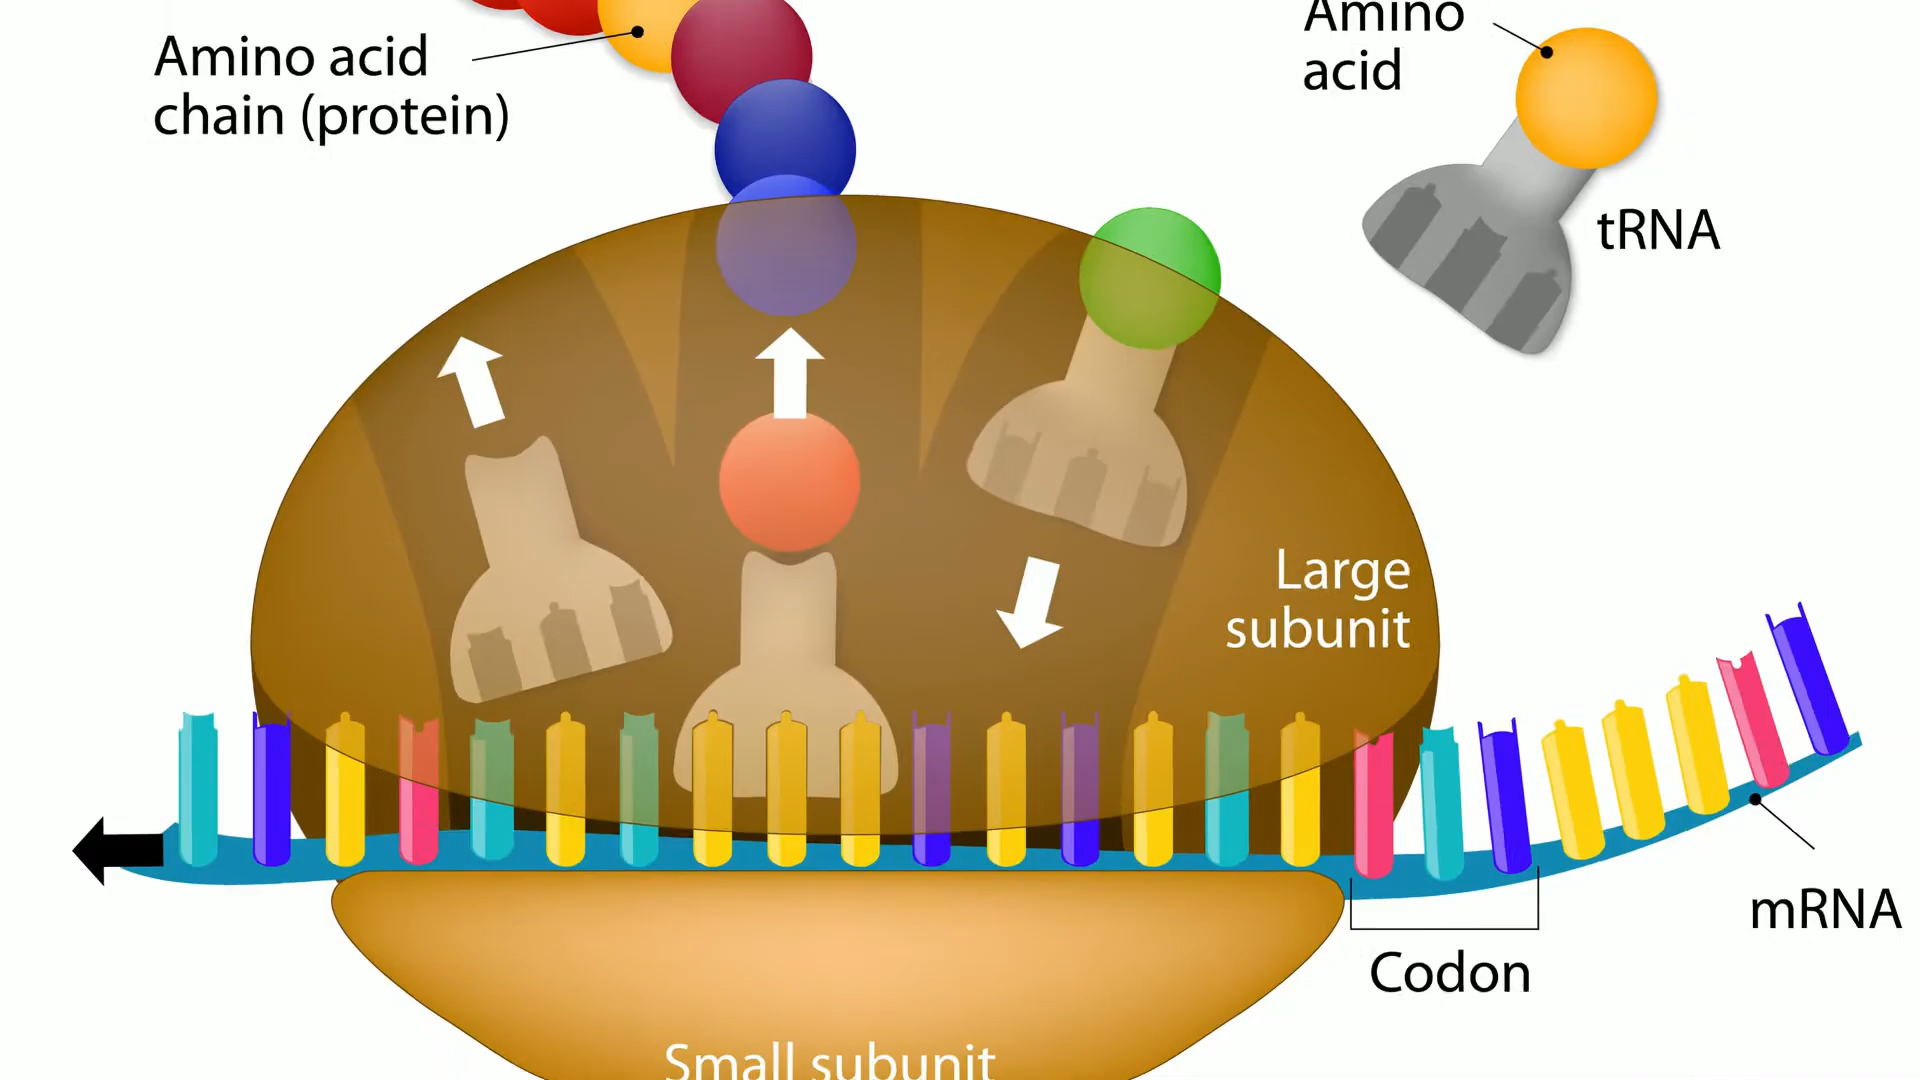 Amino acid
chain (protein)
Amino
acid
tRNA
Large
subunit
mRNA
Codon
Small subunit